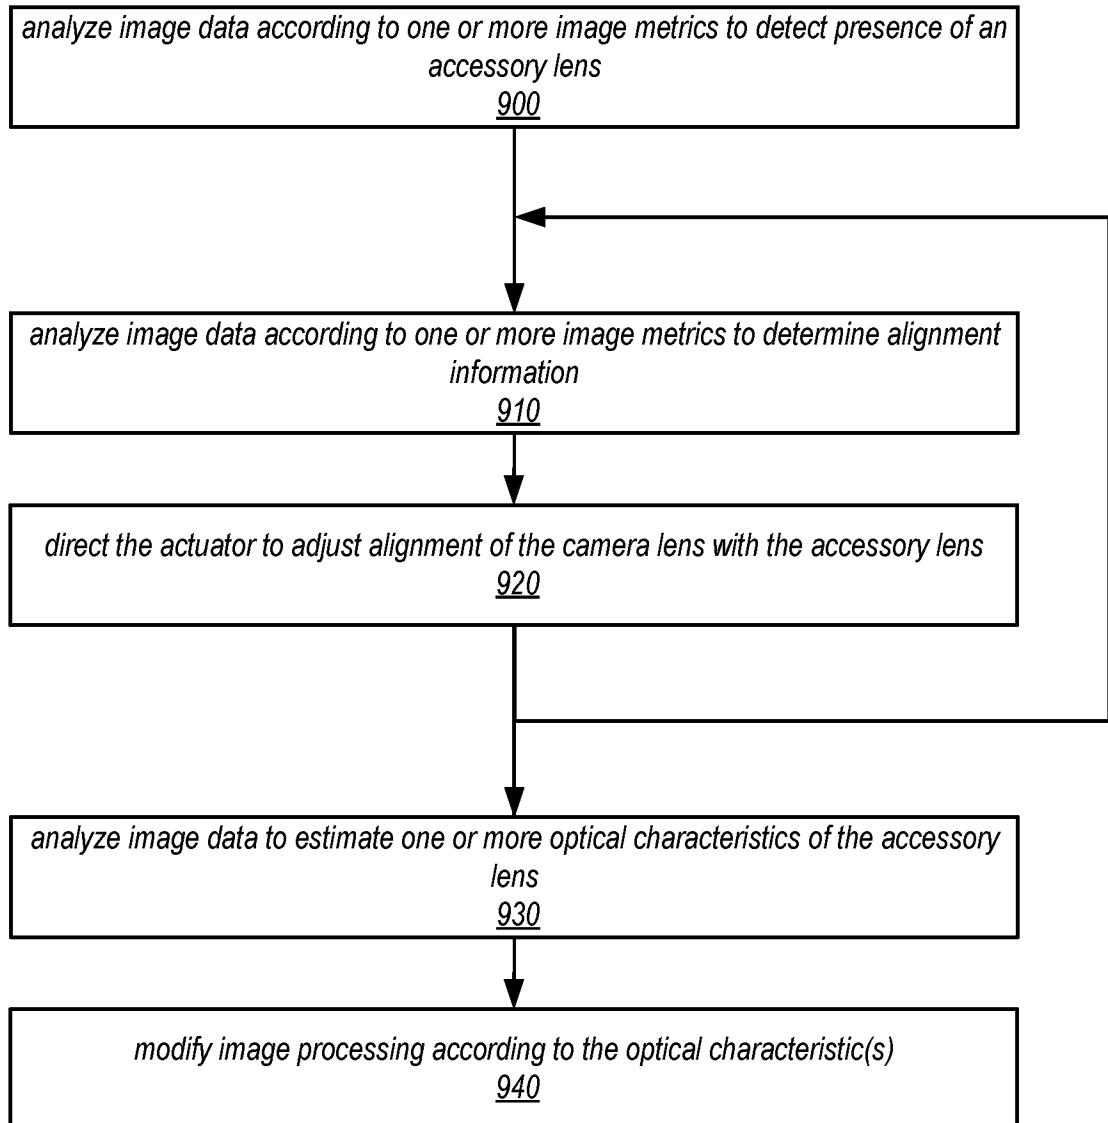 analyze image data according to one or more image metrics to detect presence of an
accessory lens
900
analyze image data according to one or more image metrics to determine alignment
information
910
direct the actuator to adjust alignment of the camera lens with the accessory lens
920
analyze image data to estimate one or more optical characteristics of the accessory
lens
930
modify image processing according to the optical characteristic(s)
940